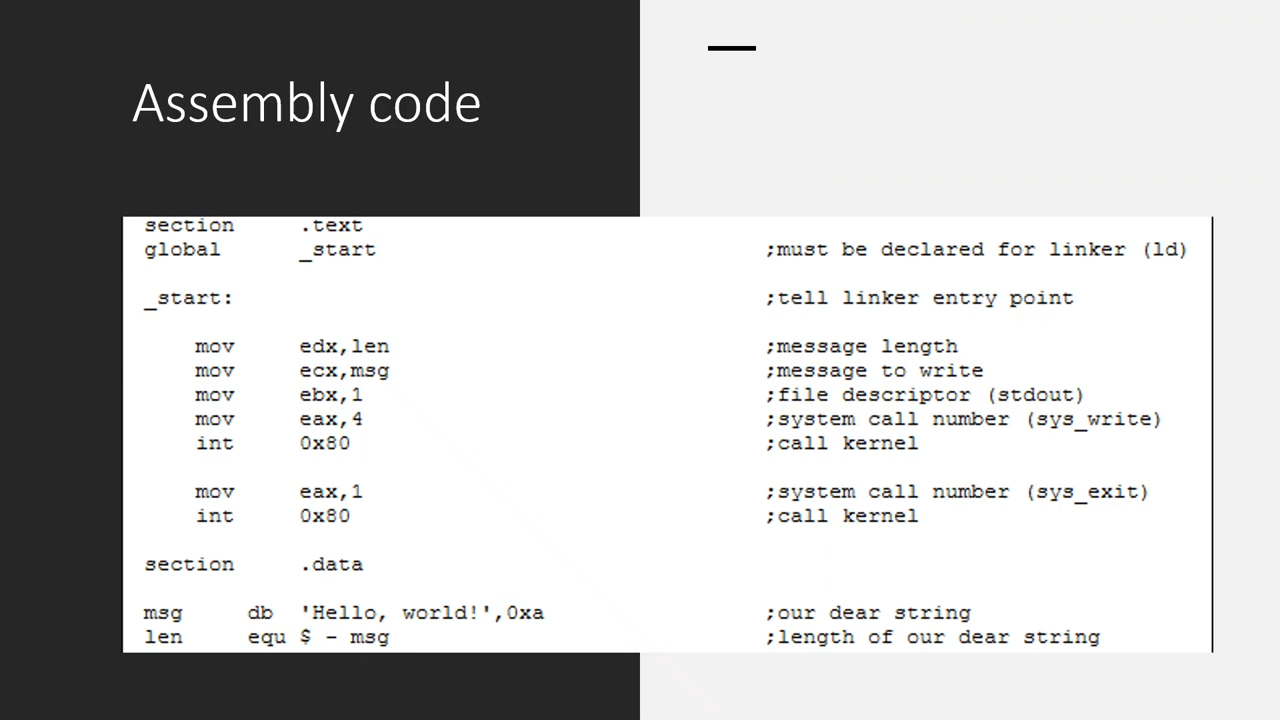 Assembly code
section .text
global _start ;must be declared for linker (ld)
_start: ;tell linker entry point
mov edx,len ;message length
mov ecx,msg ;message to write
mov ebx,1 ;file descriptor (stdout)
mov eax,4 ;system call number (sys_write)
int 0x80 ;call kernel
mov eax,1 ;system call number (sys_exit)
int 0x80 ;call kernel
section .data
msg db 'Hello, world!',0xa ;our dear string
len equ $ - msg ;length of our dear string